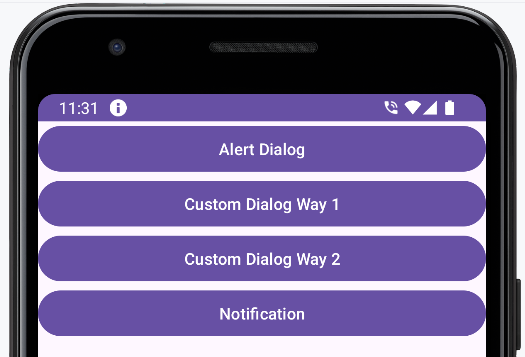 11:31
Alert Dialog
Custom Dialog Way 1
Custom Dialog Way 2
Notification